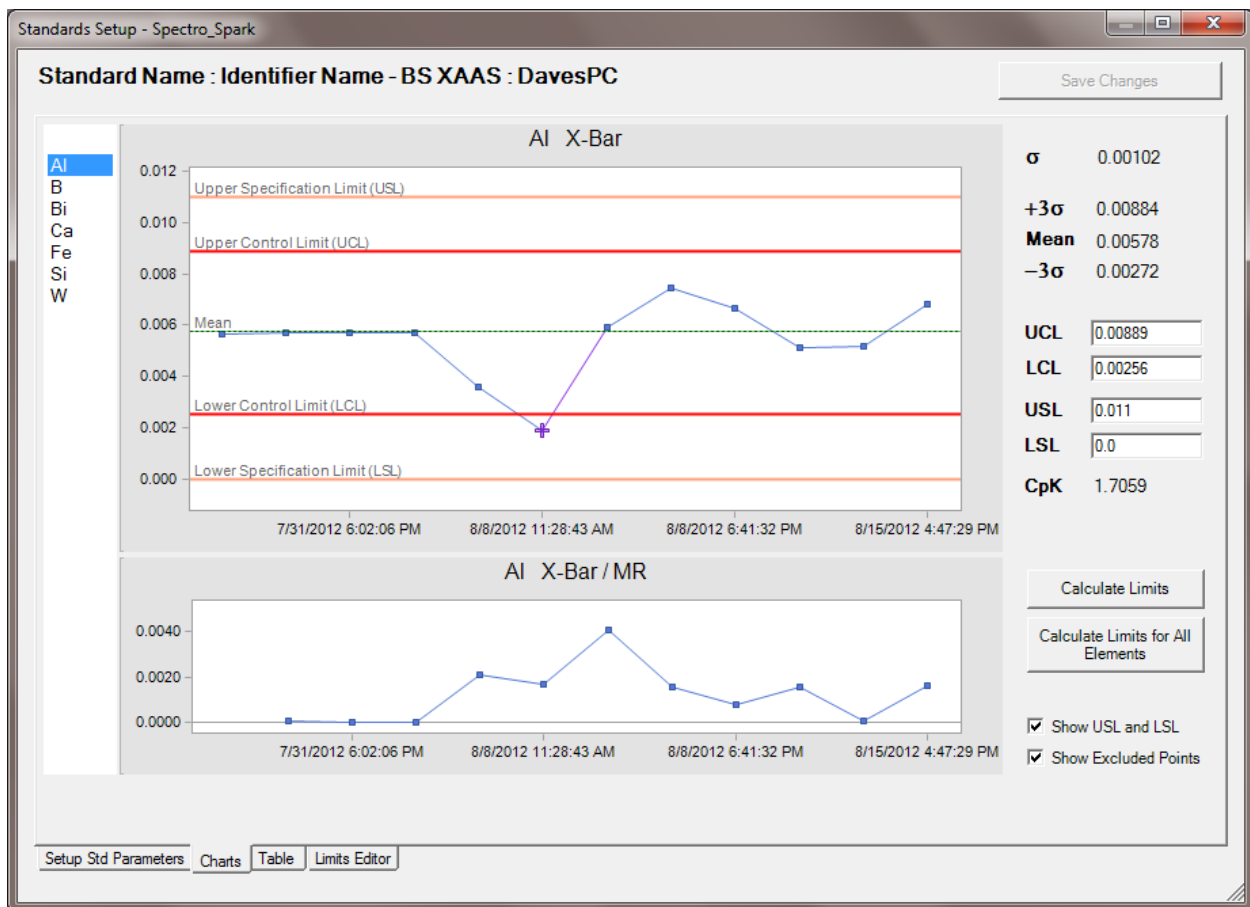 Standards Setup - Spectro_Spark
Standard Name : Identifier Name - BS XAAS : DavesPC
Save Changes
Al
B
Bi
Ca
Fe
Si
W
Al X-Bar
0.012
0.010
0.008
0.006
0.004
0.002
0.000
Upper Specification Limit (USL)
Upper Control Limit (UCL)
Mean
Lower Control Limit (LCL)
Lower Specification Limit (LSL)
7/31/2012 6:02:06 PM 8/8/2012 11:28:43 AM 8/8/2012 6:41:32 PM 8/15/2012 4:47:29 PM
Al X-Bar / MR
0.0040
0.0020
0.0000
7/31/2012 6:02:06 PM 8/8/2012 11:28:43 AM 8/8/2012 6:41:32 PM 8/15/2012 4:47:29 PM
σ 0.00102
+3σ 0.00884
Mean 0.00578
−3σ 0.00272
UCL 0.00889
LCL 0.00256
USL 0.011
LSL 0.0
CpK 1.7059
Calculate Limits
Calculate Limits for All
Elements
Show USL and LSL
Show Excluded Points
Setup Std Parameters Charts Table Limits Editor